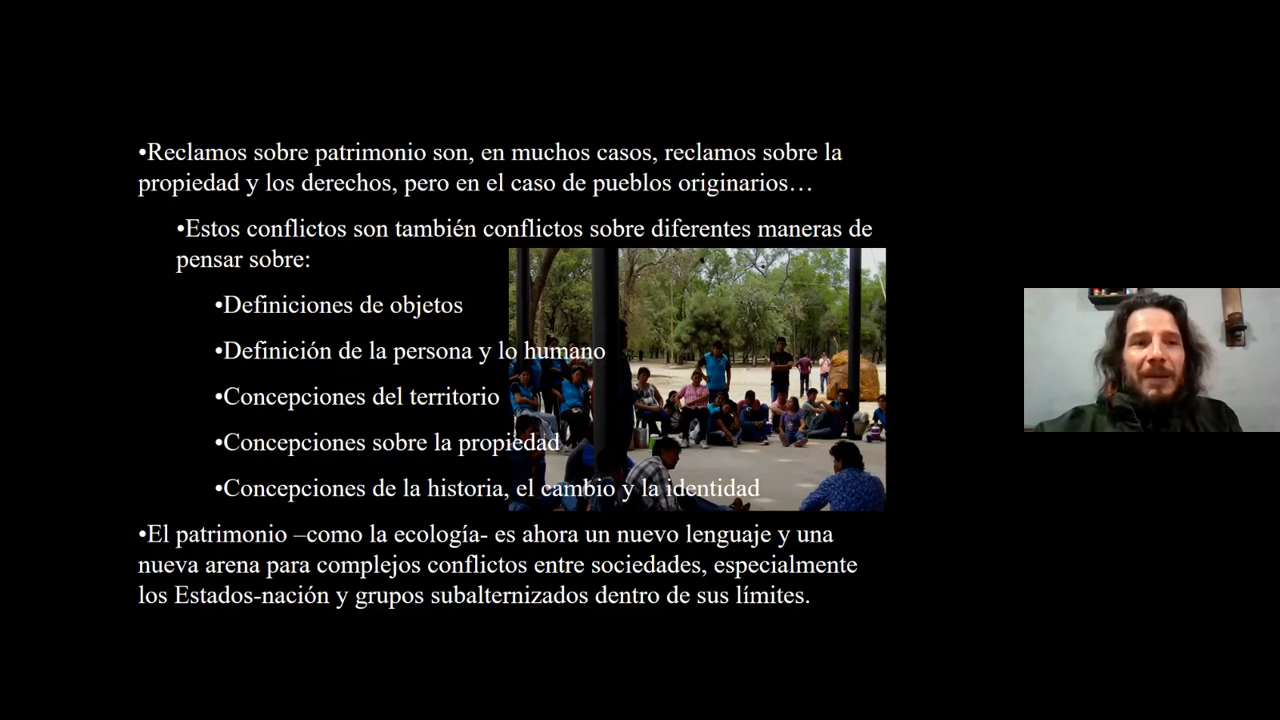 •Reclamos sobre patrimonio son, en muchos casos, reclamos sobre la
propiedad y los derechos, pero en el caso de pueblos originarios…
•Estos conflictos son también conflictos sobre diferentes maneras de
pensar sobre:
•Definiciones de objetos
•Definición de la persona y lo humano
•Concepciones del territorio
•Concepciones sobre la propiedad
•Concepciones de la historia, el cambio y la identidad
•El patrimonio –como la ecología- es ahora un nuevo lenguaje y una
nueva arena para complejos conflictos entre sociedades, especialmente
los Estados-nación y grupos subalternizados dentro de sus límites.